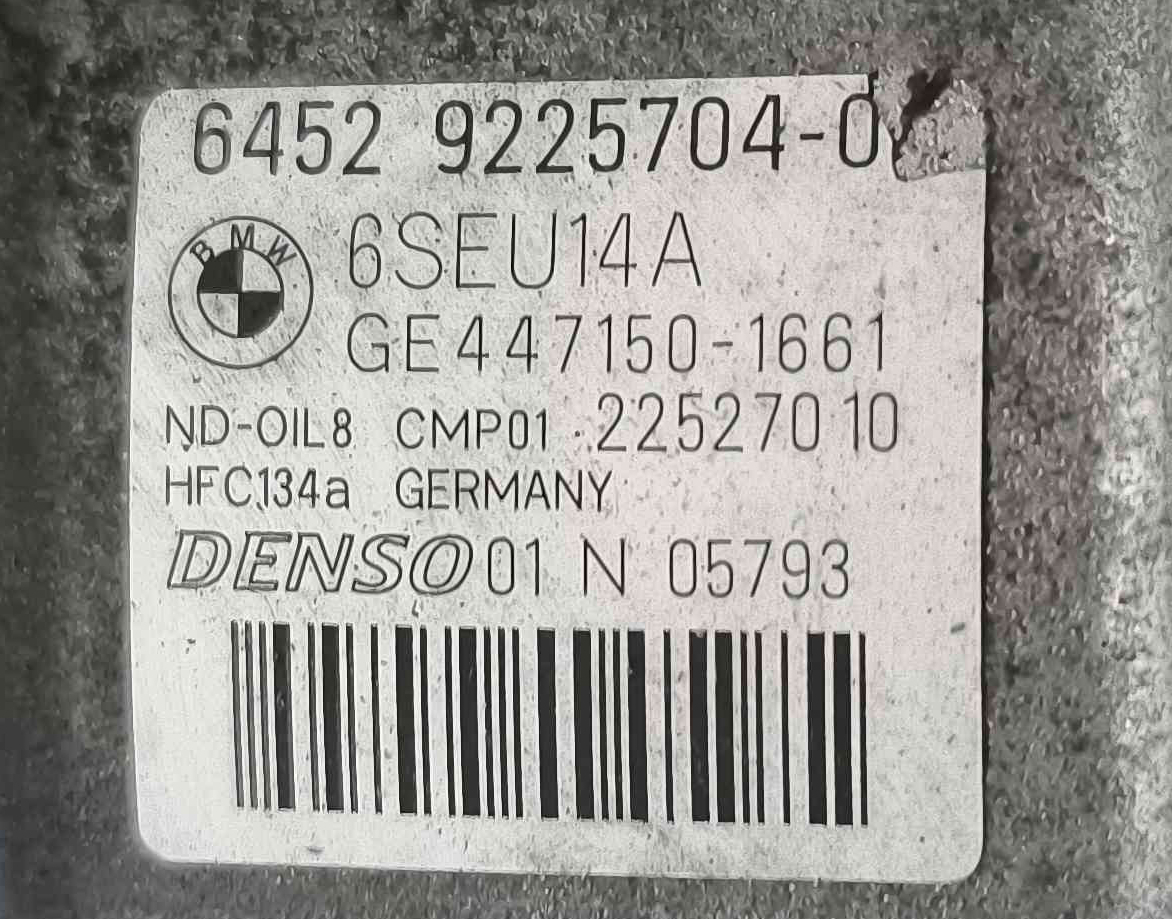 6452 9225704-0
BMW
6SEU14A
GE447150-1661
ND-OIL8 CMP01 22527010
HFC134a GERMANY
DENSO 01 N 05793